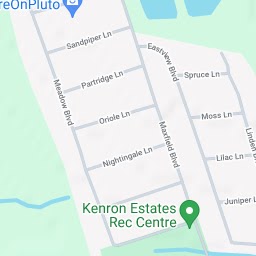 reOnPluto
Sandpiper Ln
Eastview Blvd
Spruce Ln
Partridge Ln
Meadow Blvd
Oriole Ln
Moss Ln
Maxfield Blvd
Linden
Nightingale Ln
Lilac Ln
Kenron Estates
Rec Centre
Juniper L